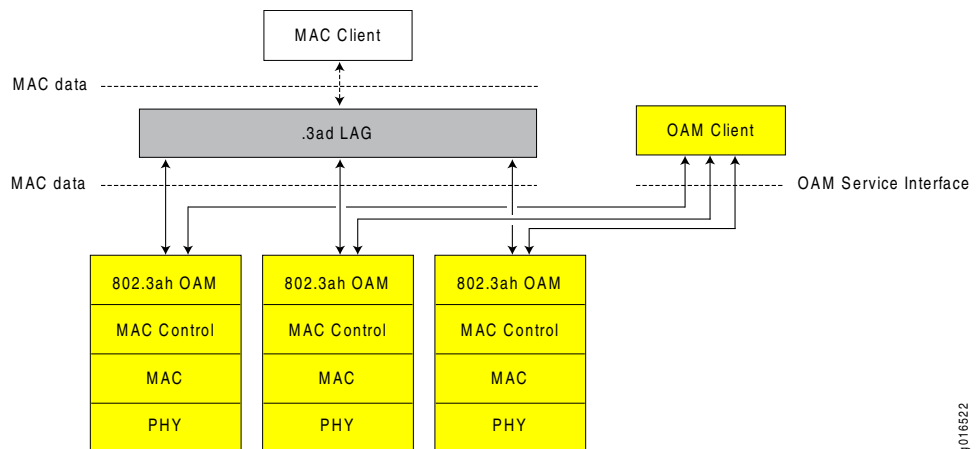 MAC Client
MAC data
.3ad LAG
OAM Client
MAC data
OAM Service Interface
802.3ah OAM
802.3ah OAM
802.3ah OAM
MAC Control
MAC Control
MAC Control
MAC
MAC
MAC
PHY
PHY
PHY
g016522